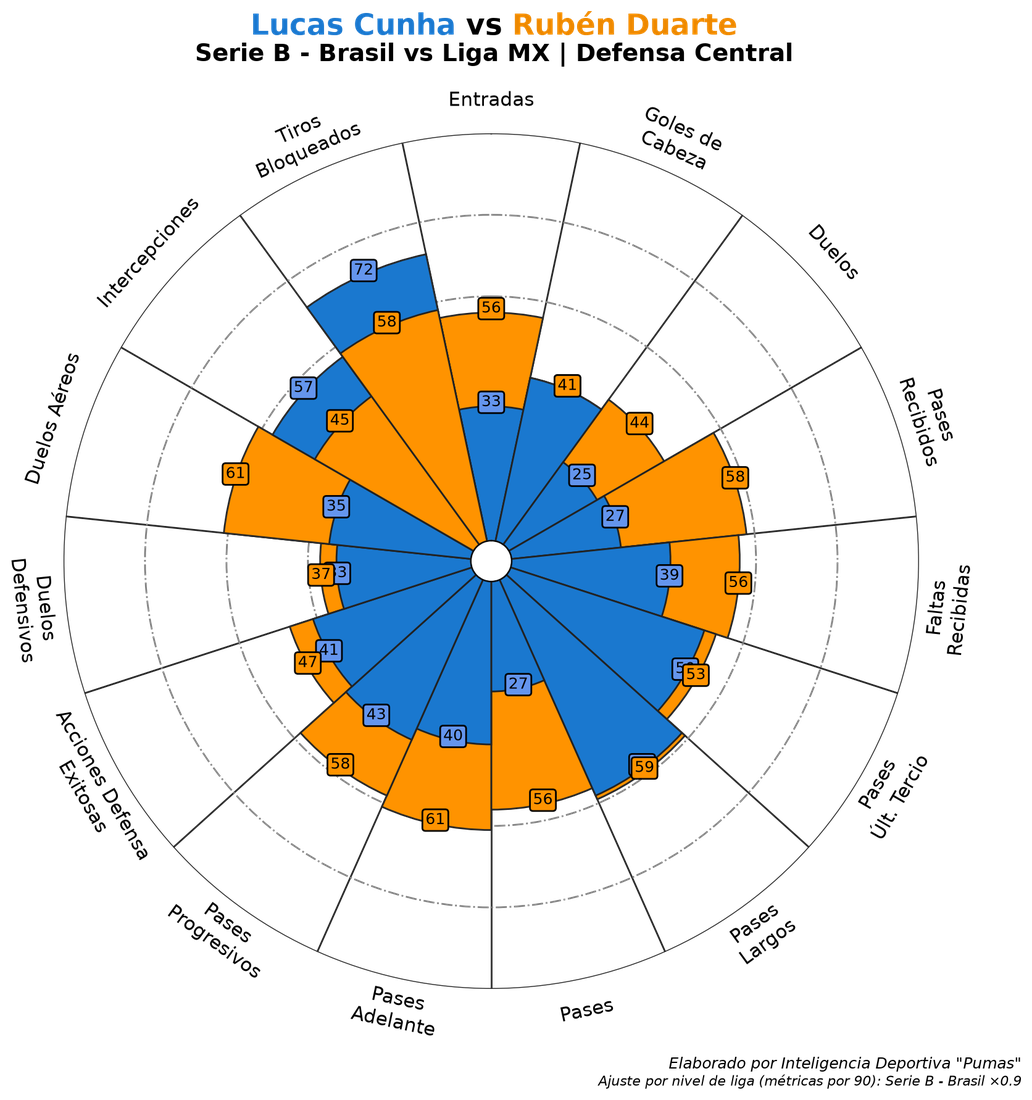 Lucas Cunha vs Rubén Duarte
Serie B - Brasil vs Liga MX | Defensa Central
Entradas
Goles de
Cabeza
Duelos
Pases
Recibidos
Faltas
Recibidas
Pases
Últ. Tercio
Pases
Largos
Pases
Pases
Adelante
Pases
Progresivos
Acciones Defensa
Exitosas
Duelos
Defensivos
Duelos Aéreos
Intercepciones
Tiros
Bloqueados
56
33
41
44
25
58
27
56
39
53
59
56
27
61
40
58
43
47
41
37
61
35
57
45
72
58
Elaborado por Inteligencia Deportiva "Pumas"
Ajuste por nivel de liga (métricas por 90): Serie B - Brasil ×0.9